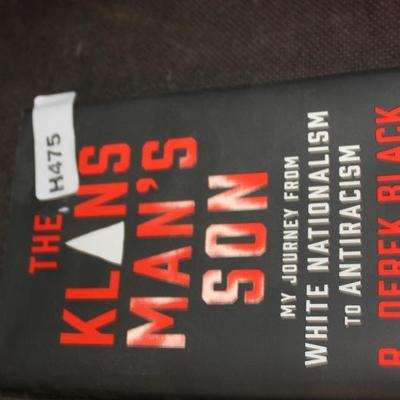 THE
KLANS
MAN'S
SON
MY JOURNEY FROM
WHITE NATIONALISM
TO ANTIRACISM
R. DEREK BLACK
H475